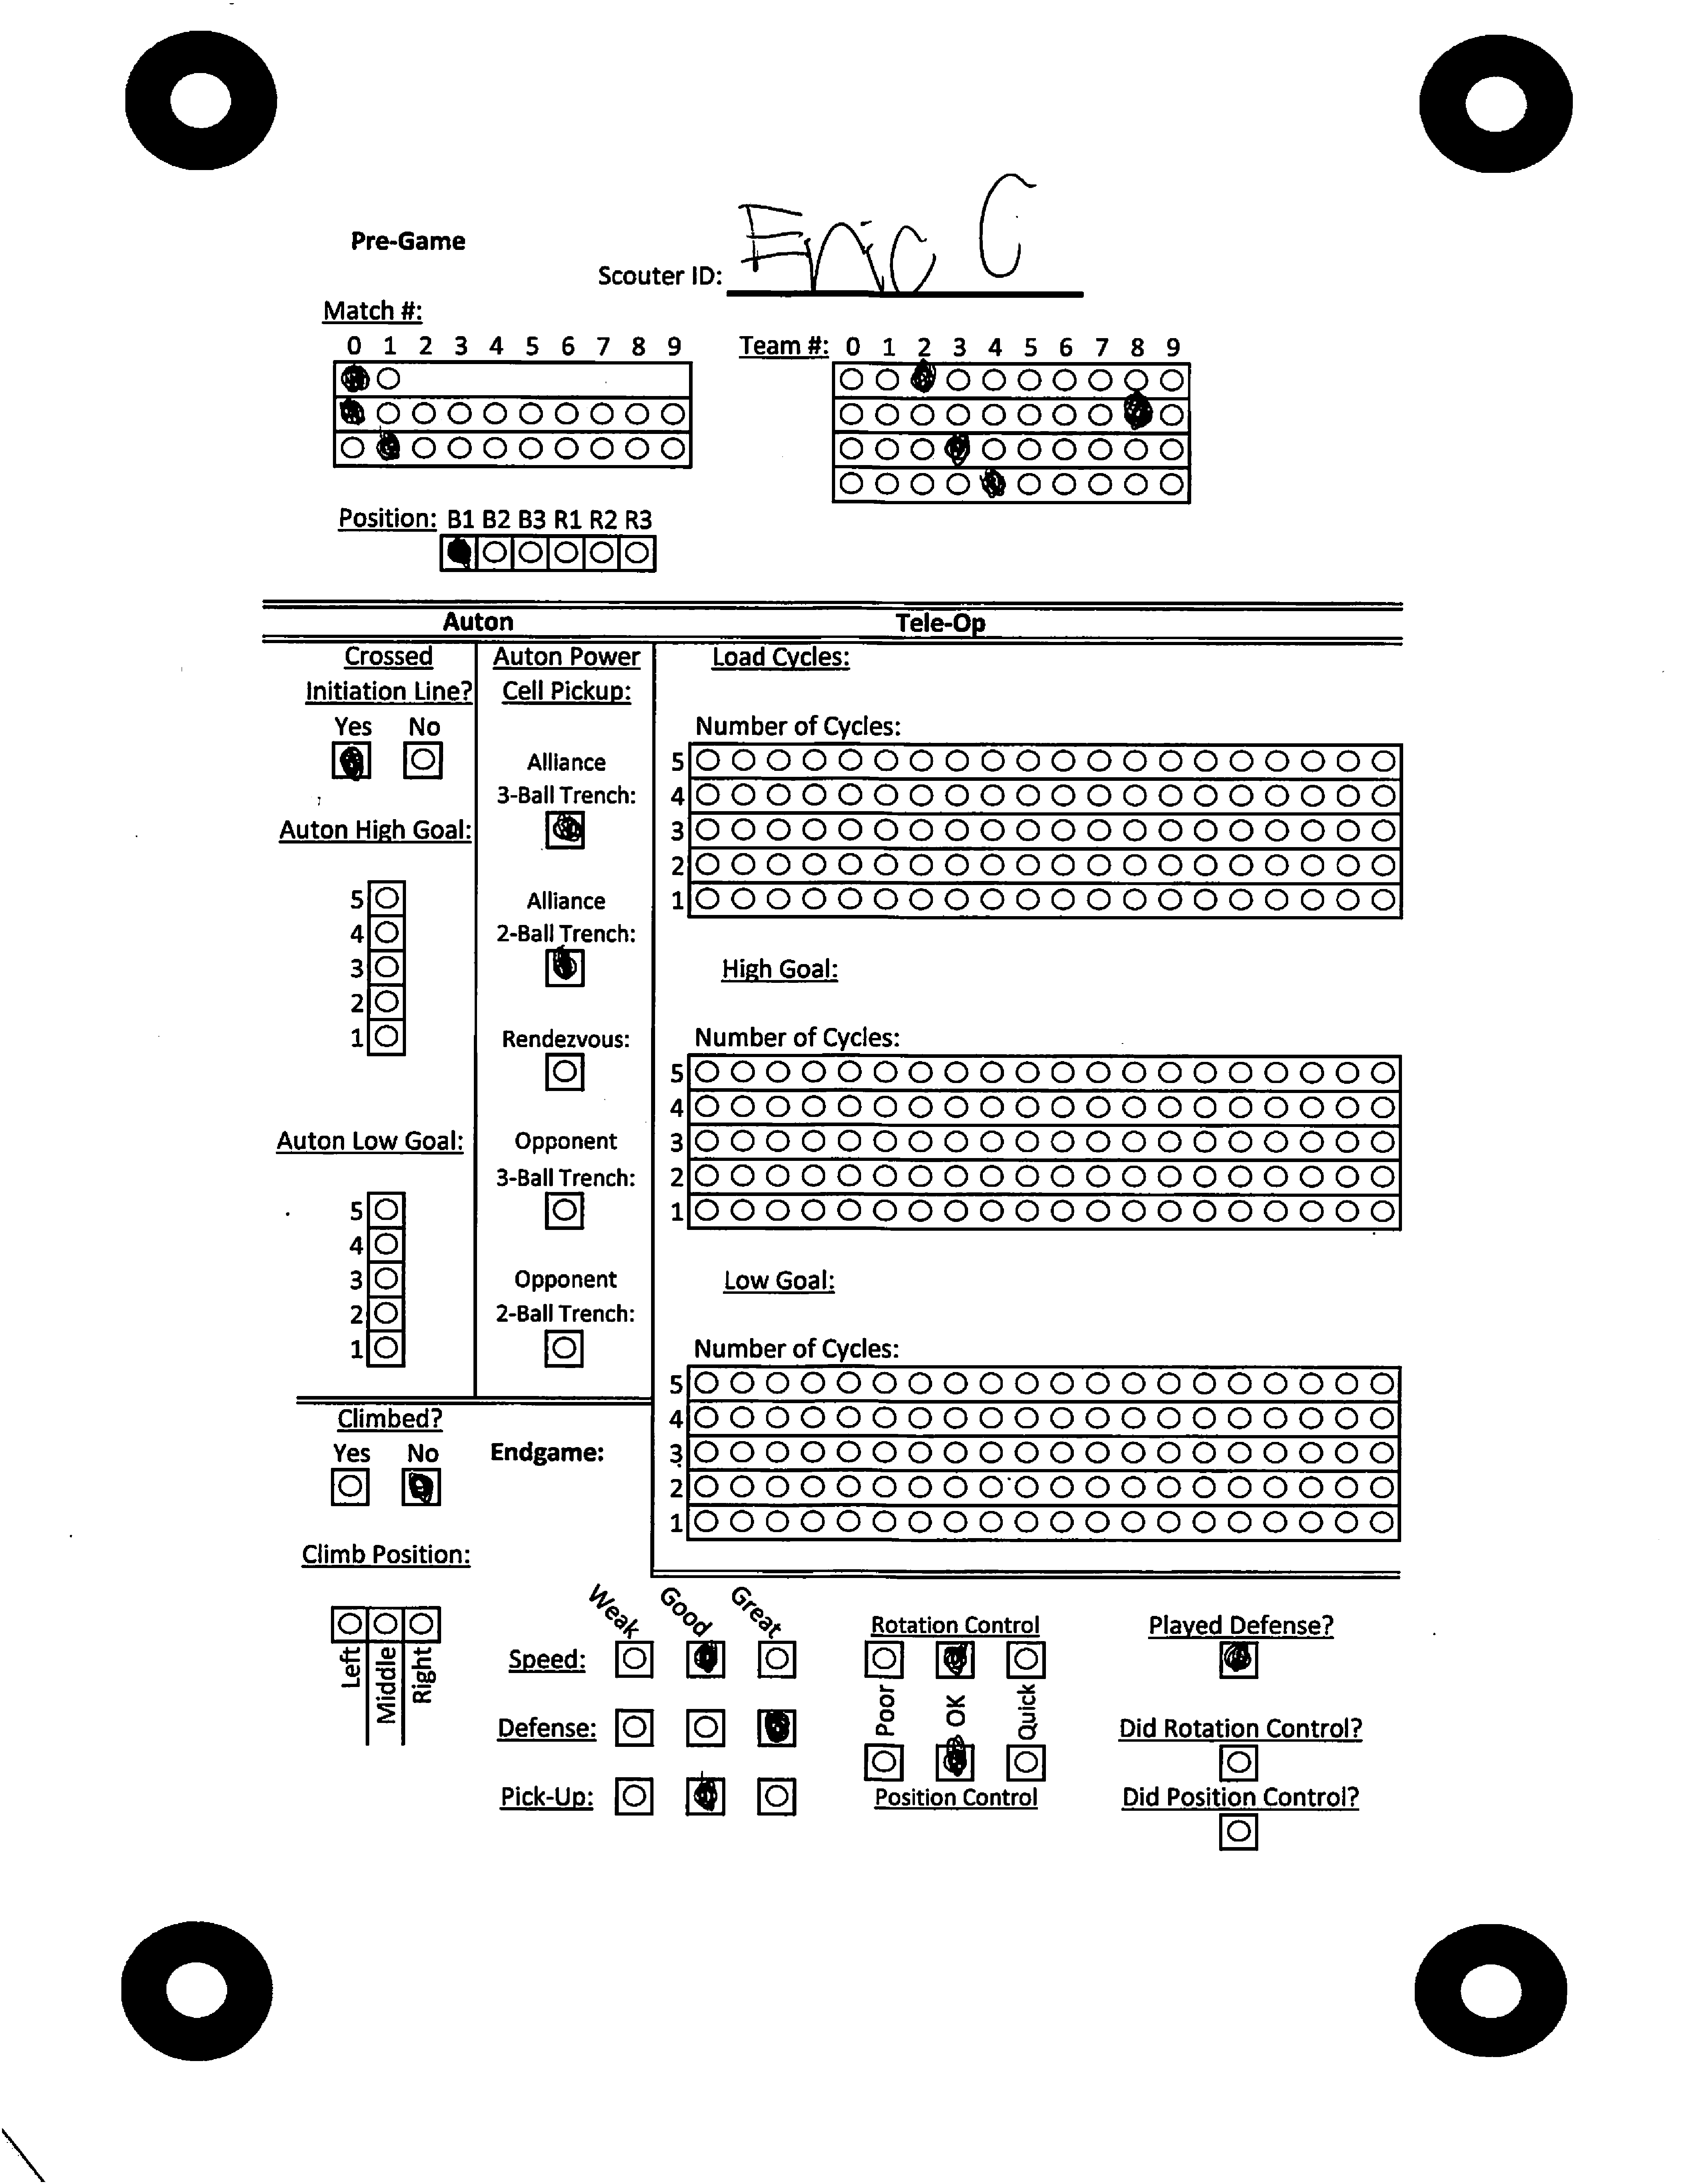 Pre-Game
Scouter ID: Eric C
Match #:
0 1 2 3 4 5 6 7 8 9
Team #: 0 1 2 3 4 5 6 7 8 9
Position: B1 B2 B3 R1 R2 R3
Auton
Tele-Op
Crossed
Initiation Line?
Yes No
Auton High Goal:
5
4
3
2
1
Auton Low Goal:
5
4
3
2
1
Auton Power
Cell Pickup:
Alliance
3-Ball Trench:
Alliance
2-Ball Trench:
Rendezvous:
Opponent
3-Ball Trench:
Opponent
2-Ball Trench:
Load Cycles:
Number of Cycles:
5
4
3
2
1
High Goal:
Number of Cycles:
5
4
3
2
1
Low Goal:
Number of Cycles:
5
4
3
2
1
Climbed?
Yes No
Endgame:
Climb Position:
Left Middle Right
Weak Good Great
Speed:
Defense:
Pick-Up:
Rotation Control
Poor OK Quick
Position Control
Played Defense?
Did Rotation Control?
Did Position Control?